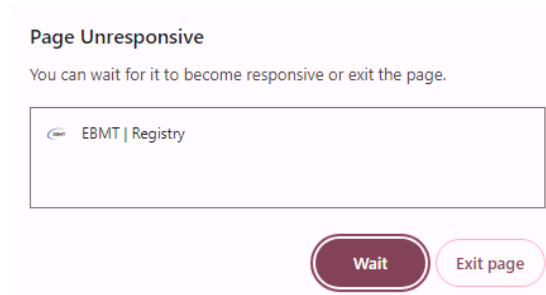 Page Unresponsive
You can wait for it to become responsive or exit the page.
EBMT EBMT | Registry
Wait Exit page